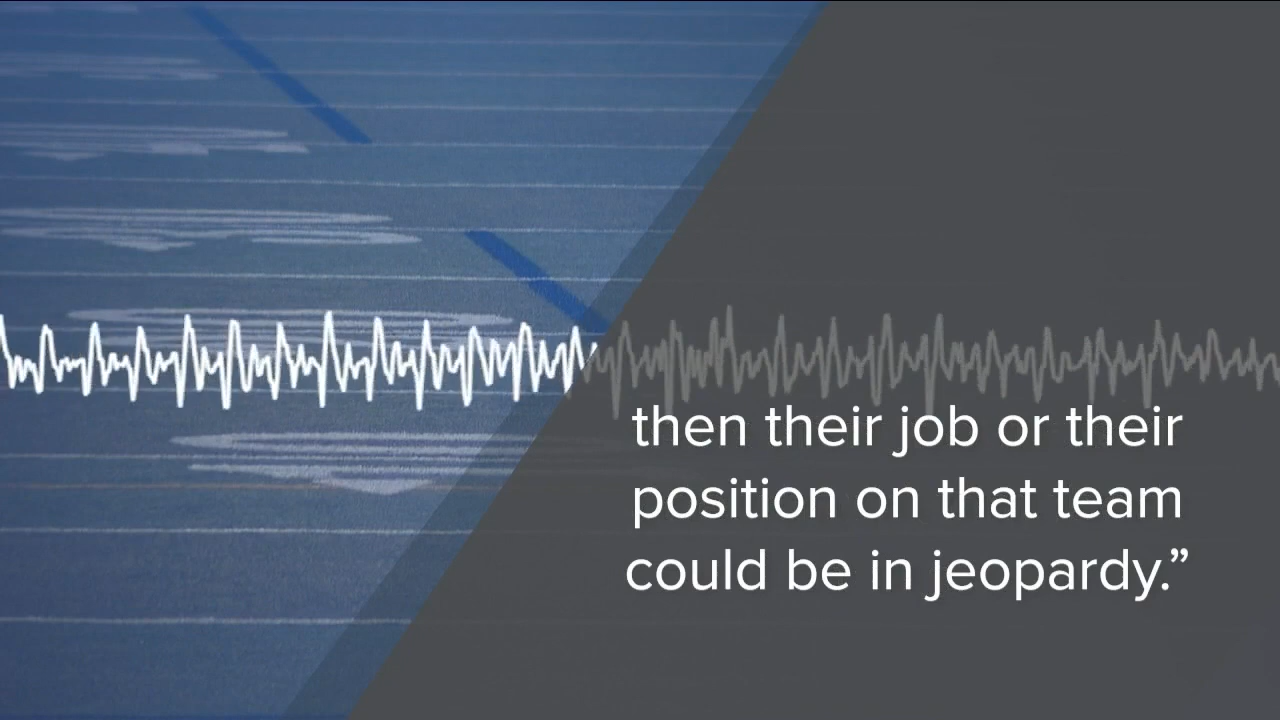 then their job or their
position on that team
could be in jeopardy.”